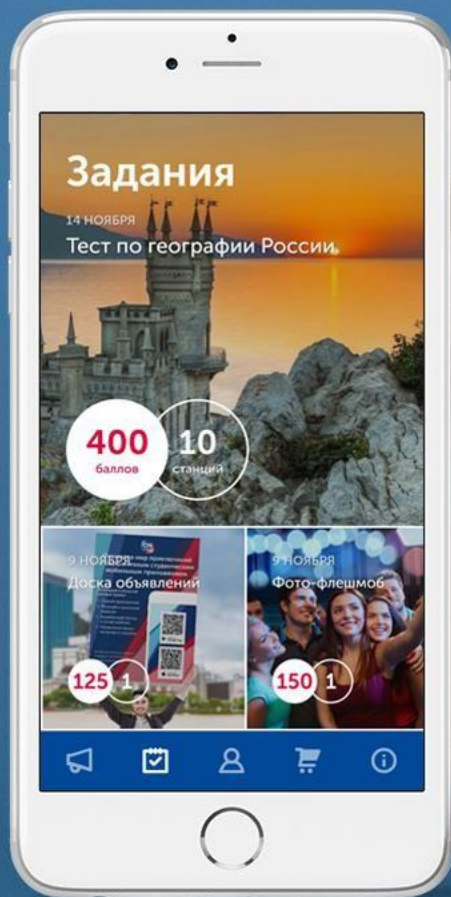 Задания
14 НОЯБРЯ
Тест по географии России
400
баллов
10
станций
9 НОЯБРЯ
Доска объявлений
125
1
9 НОЯБРЯ
Фото-флешмоб
150
1